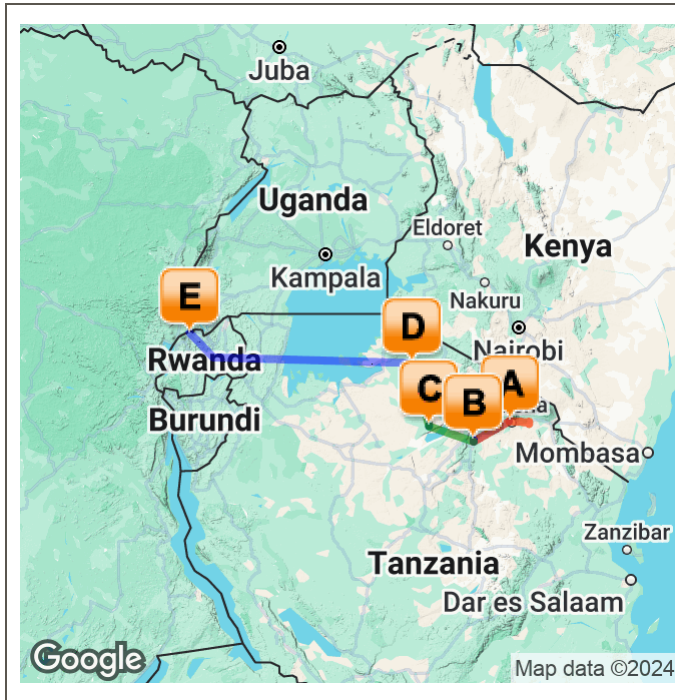 Juba
Uganda
Eldoret
Kenya
Kampala
Nakuru
E
D
Nairobi
Rwanda
C
B
A
Burundi
Mombasa
Zanzibar
Tanzania
Dar es Salaam
Google
Map data ©2024